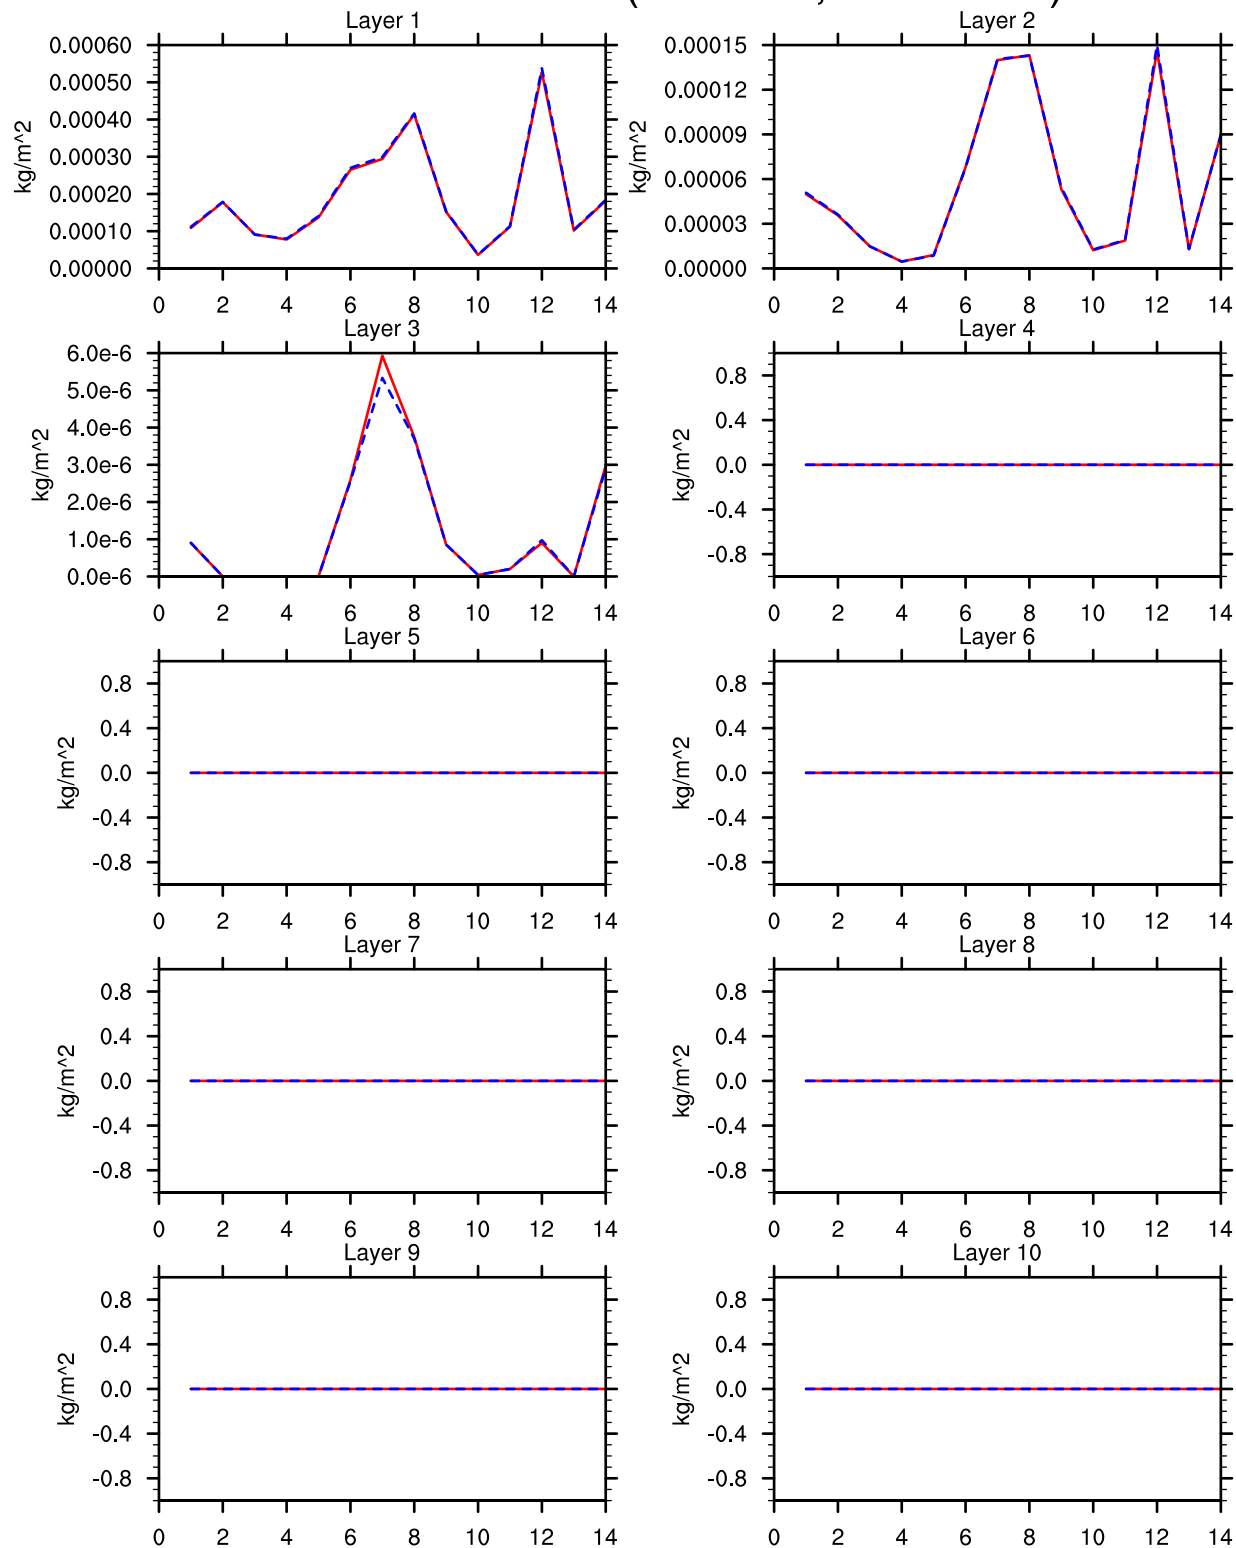 Layer 1
Layer 2
0.00060
0.00050
0.00040
0.00030
0.00020
0.00010
0.00000
kg/m^2
0 2 4 6 8 10 12 14
0.00015
0.00012
0.00009
0.00006
0.00003
0.00000
kg/m^2
0 2 4 6 8 10 12 14
Layer 3
Layer 4
6.0e-6
5.0e-6
4.0e-6
3.0e-6
2.0e-6
1.0e-6
0.0e-6
kg/m^2
0 2 4 6 8 10 12 14
0.8
0.4
0.0
-0.4
-0.8
kg/m^2
0 2 4 6 8 10 12 14
Layer 5
Layer 6
0.8
0.4
0.0
-0.4
-0.8
kg/m^2
0 2 4 6 8 10 12 14
0.8
0.4
0.0
-0.4
-0.8
kg/m^2
0 2 4 6 8 10 12 14
Layer 7
Layer 8
0.8
0.4
0.0
-0.4
-0.8
kg/m^2
0 2 4 6 8 10 12 14
0.8
0.4
0.0
-0.4
-0.8
kg/m^2
0 2 4 6 8 10 12 14
Layer 9
Layer 10
0.8
0.4
0.0
-0.4
-0.8
kg/m^2
0 2 4 6 8 10 12 14
0.8
0.4
0.0
-0.4
-0.8
kg/m^2
0 2 4 6 8 10 12 14